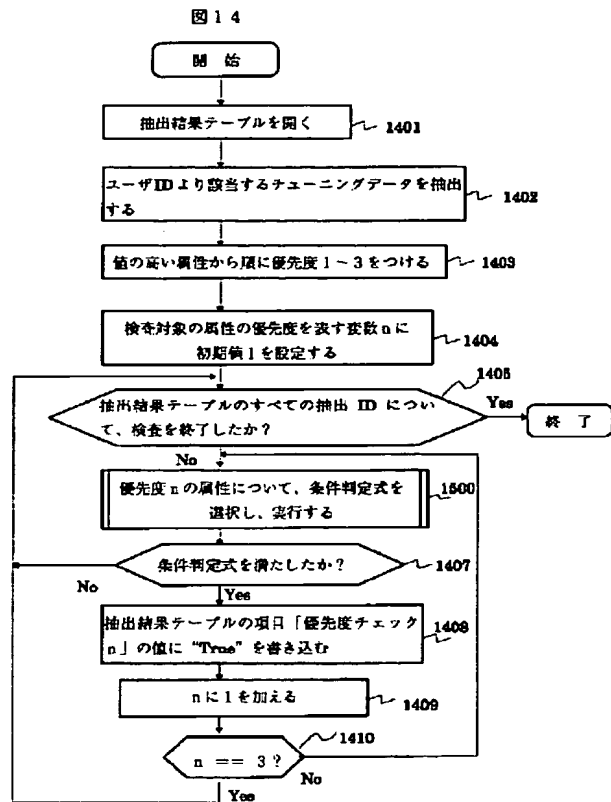 図14
開 始
抽出結果テーブルを開く
1401
ユーザIDより該当するチューニングデータを抽出
する
1402
値の高い属性から順に優先度1～3をつける
1403
検査対象の属性の優先度を表す変数nに
初期値1を設定する
1404
1405
抽出結果テーブルのすべての抽出 ID につい
て、検査を終了したか？
Yes
終 了
No
優先度 n の属性について、条件判定式を
選択し、実行する
1500
条件判定式を満たしたか？
1407
No
Yes
抽出結果テーブルの項目「優先度チェック
n」の値に“True”を書き込む
1408
nに1を加える
1409
1410
n == 3？
No
Yes